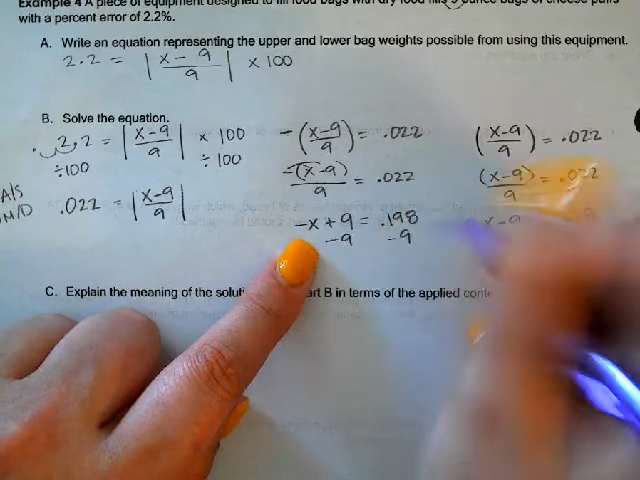 Example 4 A piece of equipment designed to fill food bags with dry food fills 9 ounce bags of cheese puffs
with a percent error of 2.2%.
A. Write an equation representing the upper and lower bag weights possible from using this equipment.
2.2 = |x-9/9| x 100
B. Solve the equation.
.2.2 = |x-9/9| x 100
÷100 ÷100
A/S
M/D
.022 = |x-9/9|
-(x-9/9) = .022
-(x-9)/9 = .022
-x + 9 = .198
-9 -9
(x-9/9) = .022
(x-9)/9 = .022
x-9
C. Explain the meaning of the soluti art B in terms of the applied conte